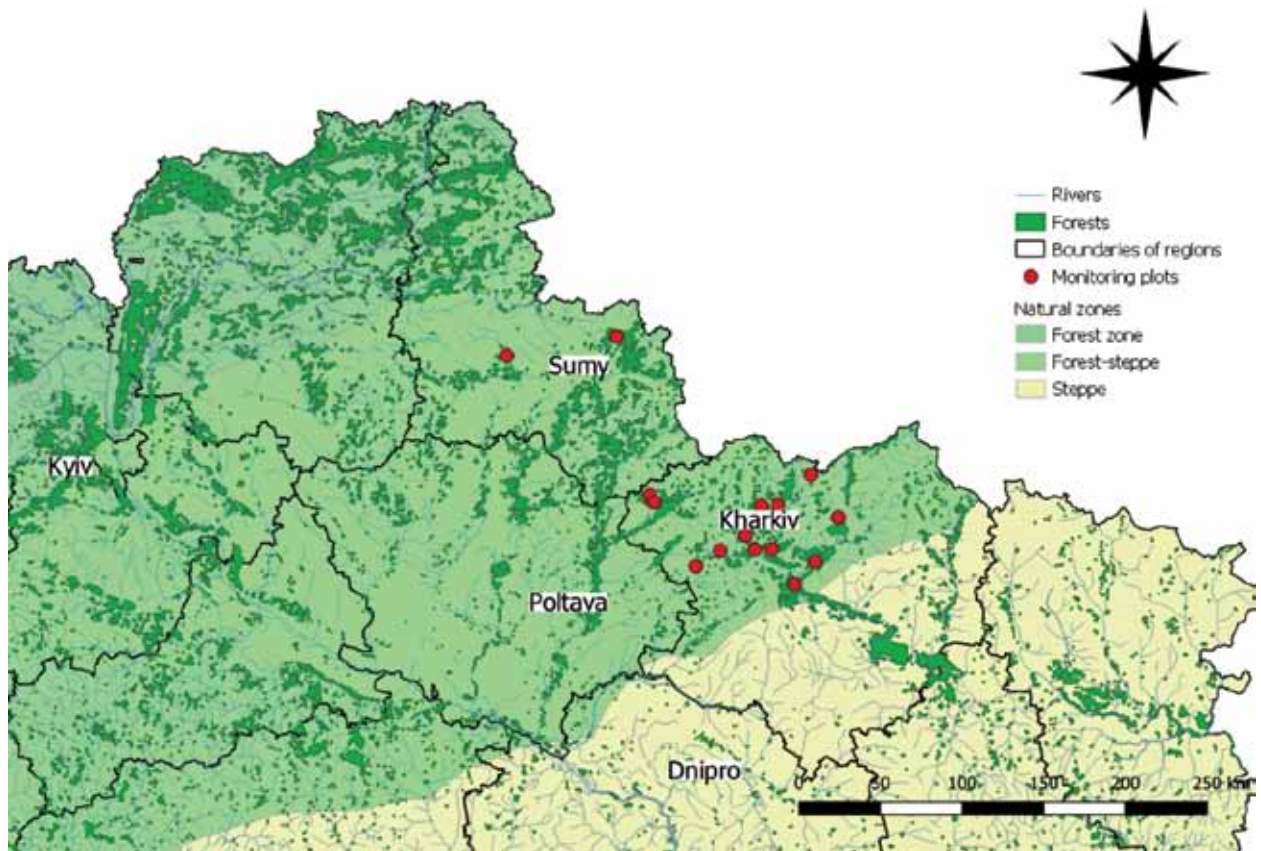 Rivers
Forests
Boundaries of regions
Monitoring plots
Natural zones
Forest zone
Forest-steppe
Steppe
Sumy
Kyiv
Kharkiv
Poltava
Dnipro
0 50 100 150 200 250 km